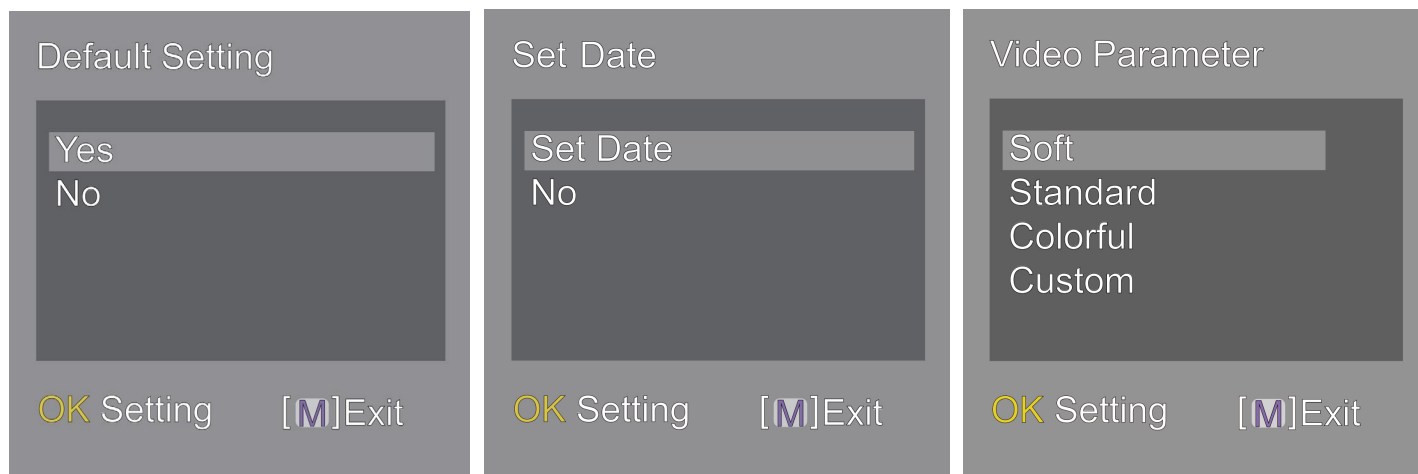 Default Setting
Yes
No
OK Setting [M]Exit
Set Date
Set Date
No
OK Setting [M]Exit
Video Parameter
Soft
Standard
Colorful
Custom
OK Setting [M]Exit